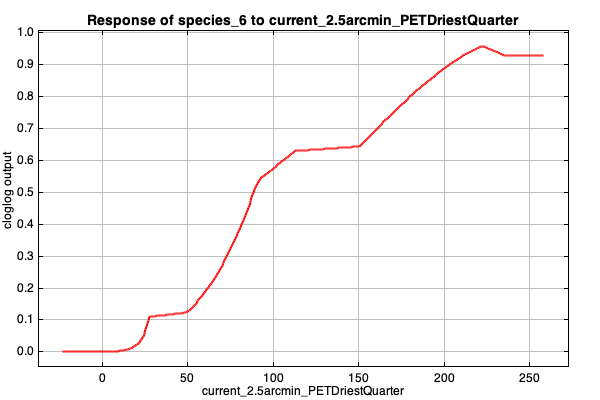 Response of species_6 to current_2.5arcmin_PETDriestQuarter
1.0
0.9
0.8
0.7
0.6
0.5
0.4
0.3
0.2
0.1
0.0
cloglog output
0 50 100 150 200 250
current_2.5arcmin_PETDriestQuarter